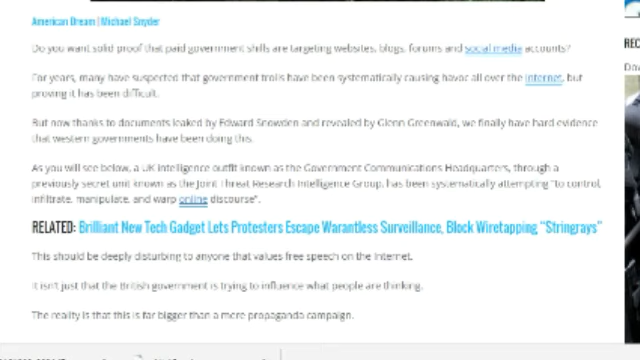 American Dream | Michael Snyder
Do you want solid proof that paid government shills are targeting websites, blogs, forums and social media accounts?
For years, many have suspected that government trolls have been systematically causing havoc all over the Internet, but
proving it has been difficult.
But now thanks to documents leaked by Edward Snowden and revealed by Glenn Greenwald, we finally have hard evidence
that western governments have been doing this.
As you will see below, a UK intelligence outfit known as the Government Communications Headquarters, through a
previously secret unit known as the Joint Threat Research Intelligence Group, has been systematically attempting "to control,
infiltrate, manipulate, and warp online discourse".
RELATED: Brilliant New Tech Gadget Lets Protesters Escape Warantless Surveillance, Block Wiretapping "Stringrays"
This should be deeply disturbing to anyone that values free speech on the Internet.
It isn't just that the British government is trying to influence what people are thinking.
The reality is that this is far bigger than a mere propaganda campaign.
REC